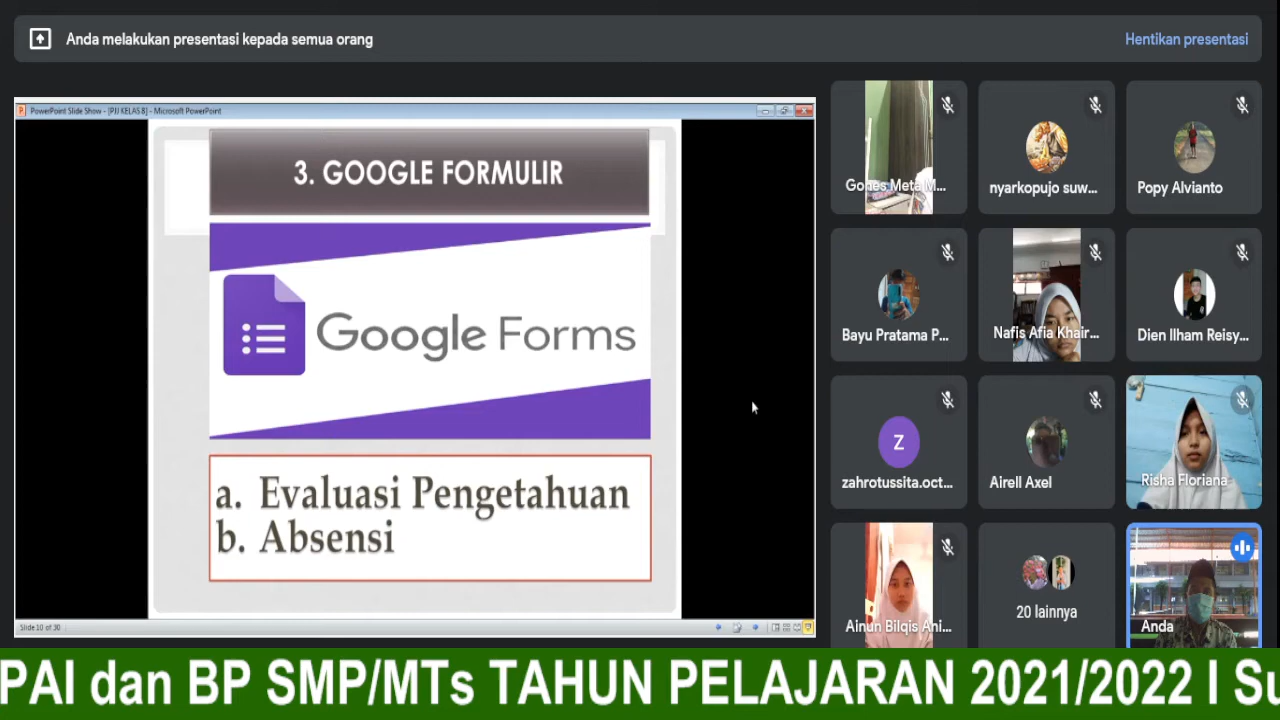 Anda melakukan presentasi kepada semua orang
Hentikan presentasi
PowerPoint Slide Show - [PJJ KELAS 8] - Microsoft PowerPoint
3. GOOGLE FORMULIR
Google Forms
a. Evaluasi Pengetahuan
b. Absensi
Slide 10 of 30
Gones Meta M...
nyarkopujo suw...
Popy Alvianto
Bayu Pratama P...
Nafis Afia Khair...
Dien Ilham Reisy...
Z
zahrotussita.oct...
Airell Axel
Risha Floriana
Ainun Bilqis Ani...
20 lainnya
Anda
PAI dan BP SMP/MTs TAHUN PELAJARAN 2021/2022 I Su